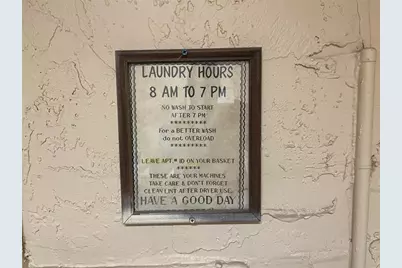 LAUNDRY HOURS
8 AM TO 7 PM
NO WASH TO START
AFTER 7 PM
*********
For a BETTER WASH
do not OVERLOAD
*********
LEAVE APT.# ID ON YOUR BASKET
******
THESE ARE YOUR MACHINES
TAKE CARE & DON'T FORGET
CLEAN LINT AFTER DRYER USE.
HAVE A GOOD DAY